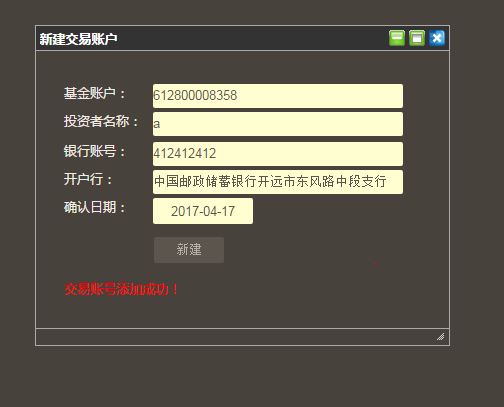 新建交易账户
基金账户： 612800008358
投资者名称： a
银行账号： 412412412
开户行： 中国邮政储蓄银行开远市东风路中段支行
确认日期： 2017-04-17
新建
交易账号添加成功！